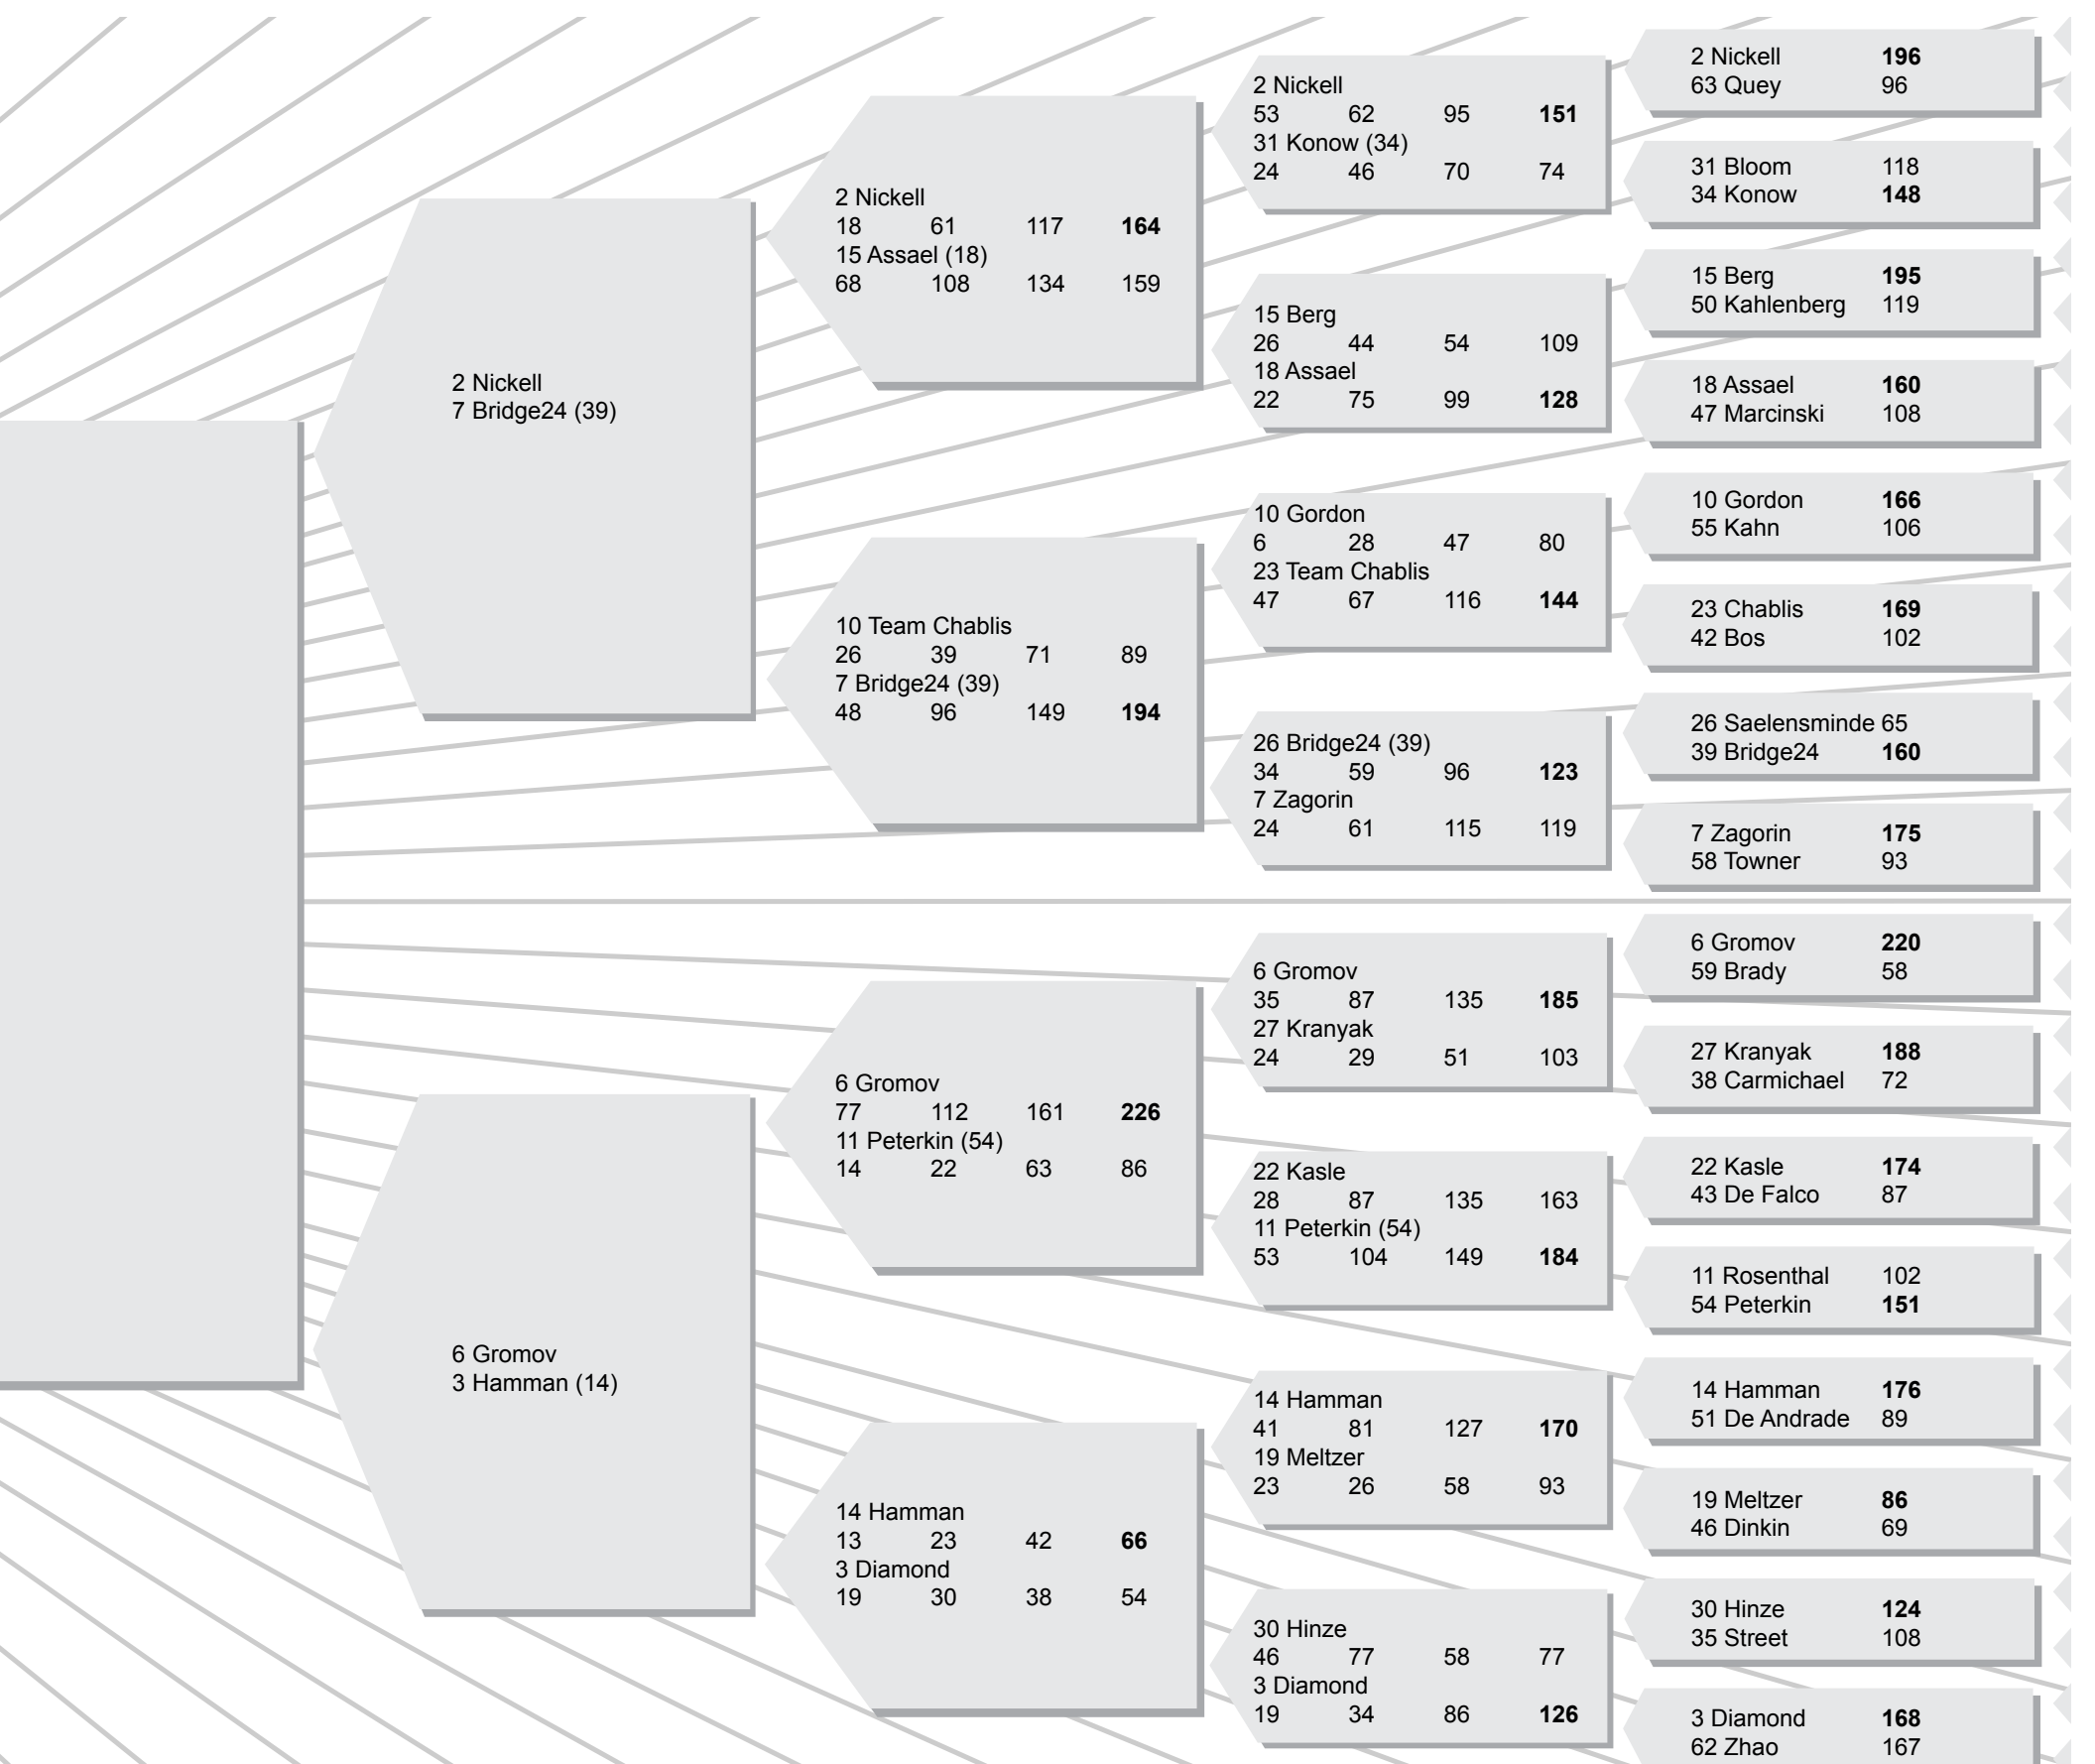 2 Nickell
7 Bridge24 (39)
6 Gromov
3 Hamman (14)
2 Nickell
18 61 117 164
15 Assael (18)
68 108 134 159
10 Team Chablis
26 39 71 89
7 Bridge24 (39)
48 96 149 194
6 Gromov
77 112 161 226
11 Peterkin (54)
14 22 63 86
14 Hamman
13 23 42 66
3 Diamond
19 30 38 54
2 Nickell
53 62 95 151
31 Konow (34)
24 46 70 74
15 Berg
26 44 54 109
18 Assael
22 75 99 128
10 Gordon
6 28 47 80
23 Team Chablis
47 67 116 144
26 Bridge24 (39)
34 59 96 123
7 Zagorin
24 61 115 119
6 Gromov
35 87 135 185
27 Kranyak
24 29 51 103
22 Kasle
28 87 135 163
11 Peterkin (54)
53 104 149 184
14 Hamman
41 81 127 170
19 Meltzer
23 26 58 93
30 Hinze
46 77 58 77
3 Diamond
19 34 86 126
2 Nickell 196
63 Quey 96
31 Bloom 118
34 Konow 148
15 Berg 195
50 Kahlenberg 119
18 Assael 160
47 Marcinski 108
10 Gordon 166
55 Kahn 106
23 Chablis 169
42 Bos 102
26 Saelensminde 65
39 Bridge24 160
7 Zagorin 175
58 Towner 93
6 Gromov 220
59 Brady 58
27 Kranyak 188
38 Carmichael 72
22 Kasle 174
43 De Falco 87
11 Rosenthal 102
54 Peterkin 151
14 Hamman 176
51 De Andrade 89
19 Meltzer 86
46 Dinkin 69
30 Hinze 124
35 Street 108
3 Diamond 168
62 Zhao 167